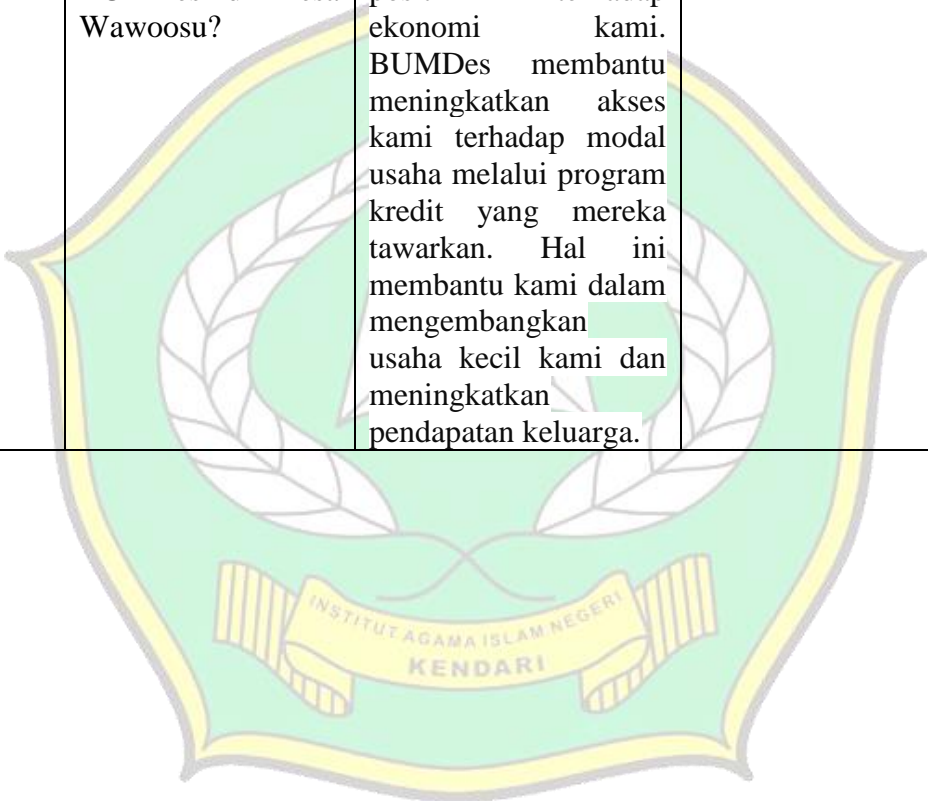 Wawoosu?
ekonomi kami.
BUMDes membantu
meningkatkan akses
kami terhadap modal
usaha melalui program
kredit yang mereka
tawarkan. Hal ini
membantu kami dalam
mengembangkan
usaha kecil kami dan
meningkatkan
pendapatan keluarga.
INSTITUT AGAMA ISLAM NEGERI
KENDARI